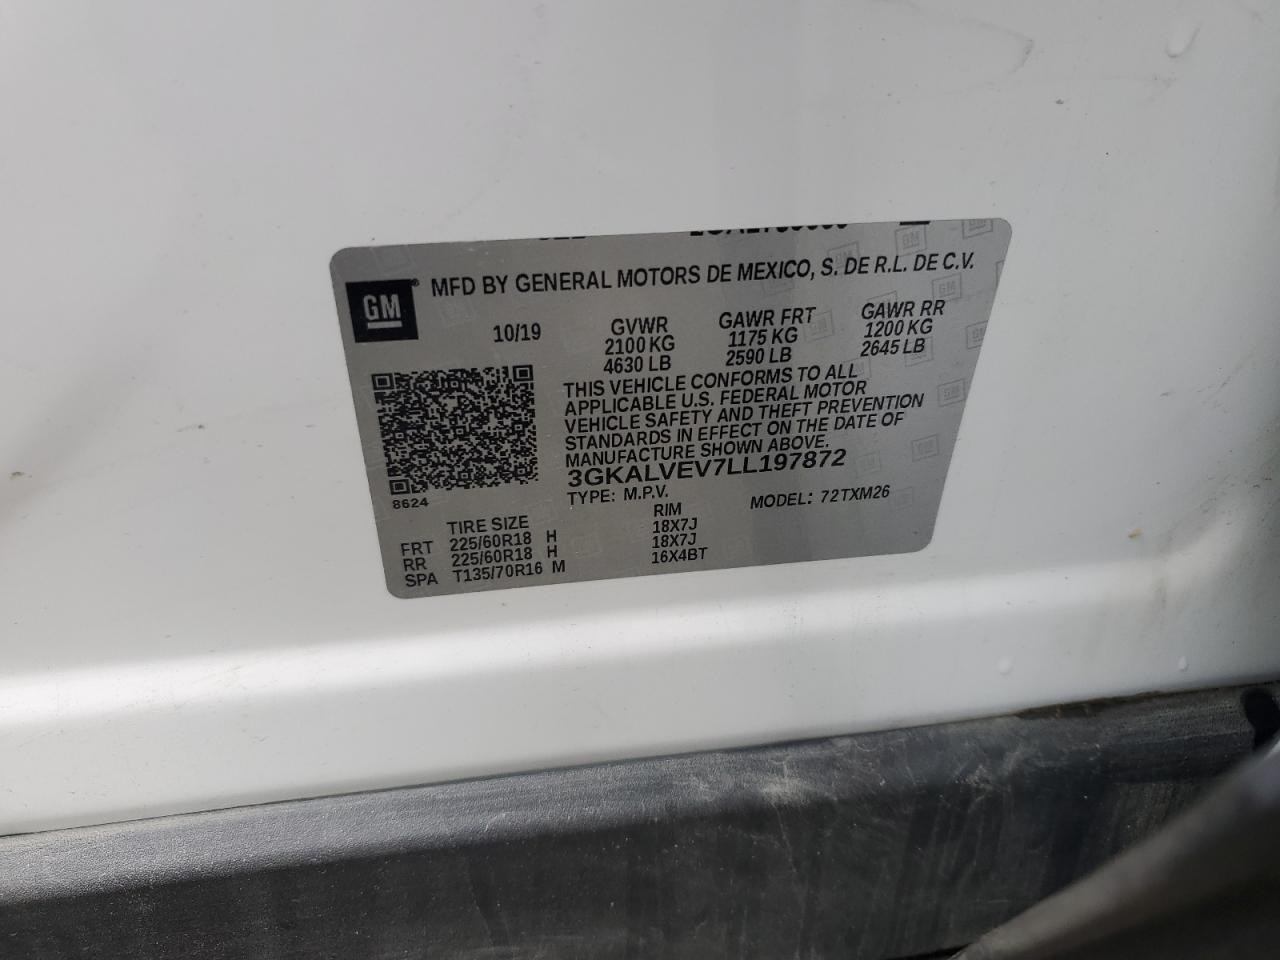 MFD BY GENERAL MOTORS DE MEXICO, S. DE R.L. DE C.V.
GM®
10/19
GVWR
2100 KG
4630 LB
GAWR FRT
1175 KG
2590 LB
GAWR RR
1200 KG
2645 LB
THIS VEHICLE CONFORMS TO ALL
APPLICABLE U.S. FEDERAL MOTOR
VEHICLE SAFETY AND THEFT PREVENTION
STANDARDS IN EFFECT ON THE DATE OF
MANUFACTURE SHOWN ABOVE.
3GKALVEV7LL197872
TYPE: M.P.V. MODEL: 72TXM26
8624
TIRE SIZE RIM
FRT 225/60R18 H 18X7J
RR 225/60R18 H 18X7J
SPA T135/70R16 M 16X4BT